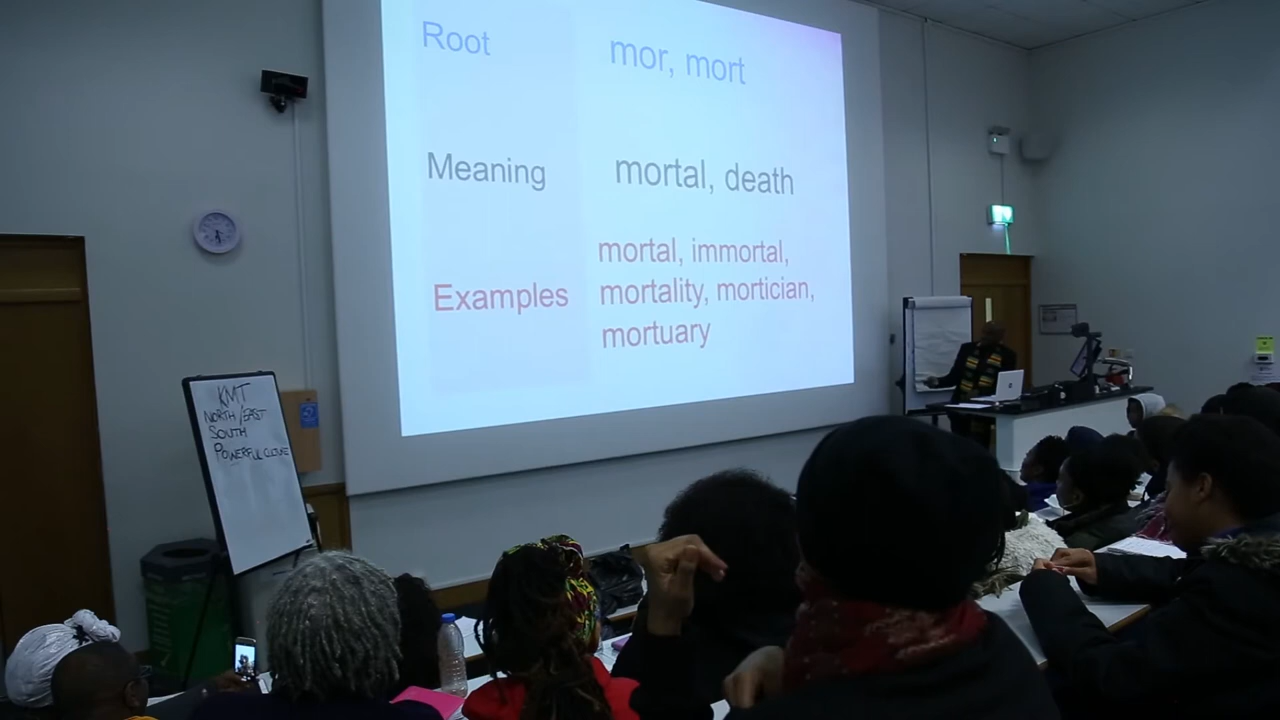 Root
mor, mort
Meaning
mortal, death
Examples
mortal, immortal,
mortality, mortician,
mortuary
KMT
NORTH/EAST
SOUTH
POWERFUL CULTURE